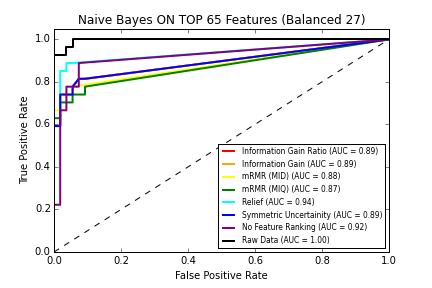 Naive Bayes ON TOP 65 Features (Balanced 27)
1.0
0.8
0.6
0.4
0.2
0.0
True Positive Rate
Information Gain Ratio (AUC = 0.89)
Information Gain (AUC = 0.89)
mRMR (MID) (AUC = 0.88)
mRMR (MIQ) (AUC = 0.87)
Relief (AUC = 0.94)
Symmetric Uncertainity (AUC = 0.89)
No Feature Ranking (AUC = 0.92)
Raw Data (AUC = 1.00)
0.0 0.2 0.4 0.6 0.8 1.0
False Positive Rate